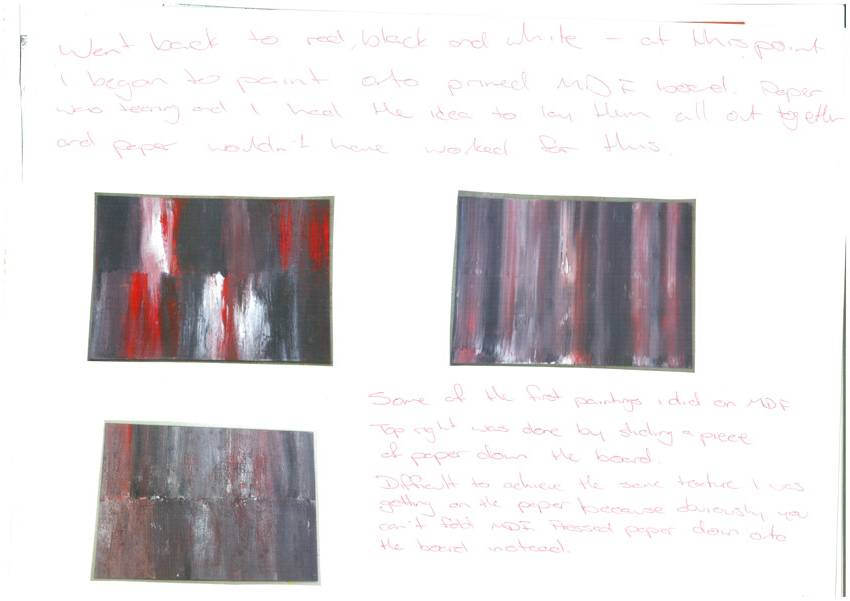 Went back to red, black and white – at this point
I began to paint onto primed MDF board. Paper
was tearing and I had the idea to lay them all out together
and paper wouldn't have worked for this.
Some of the first paintings I did on MDF
Top right was done by sliding a piece
of paper down the board.
Difficult to achieve the same texture I was
getting on the paper because obviously you
can't fold MDF. Pressed paper down onto
the board instead.